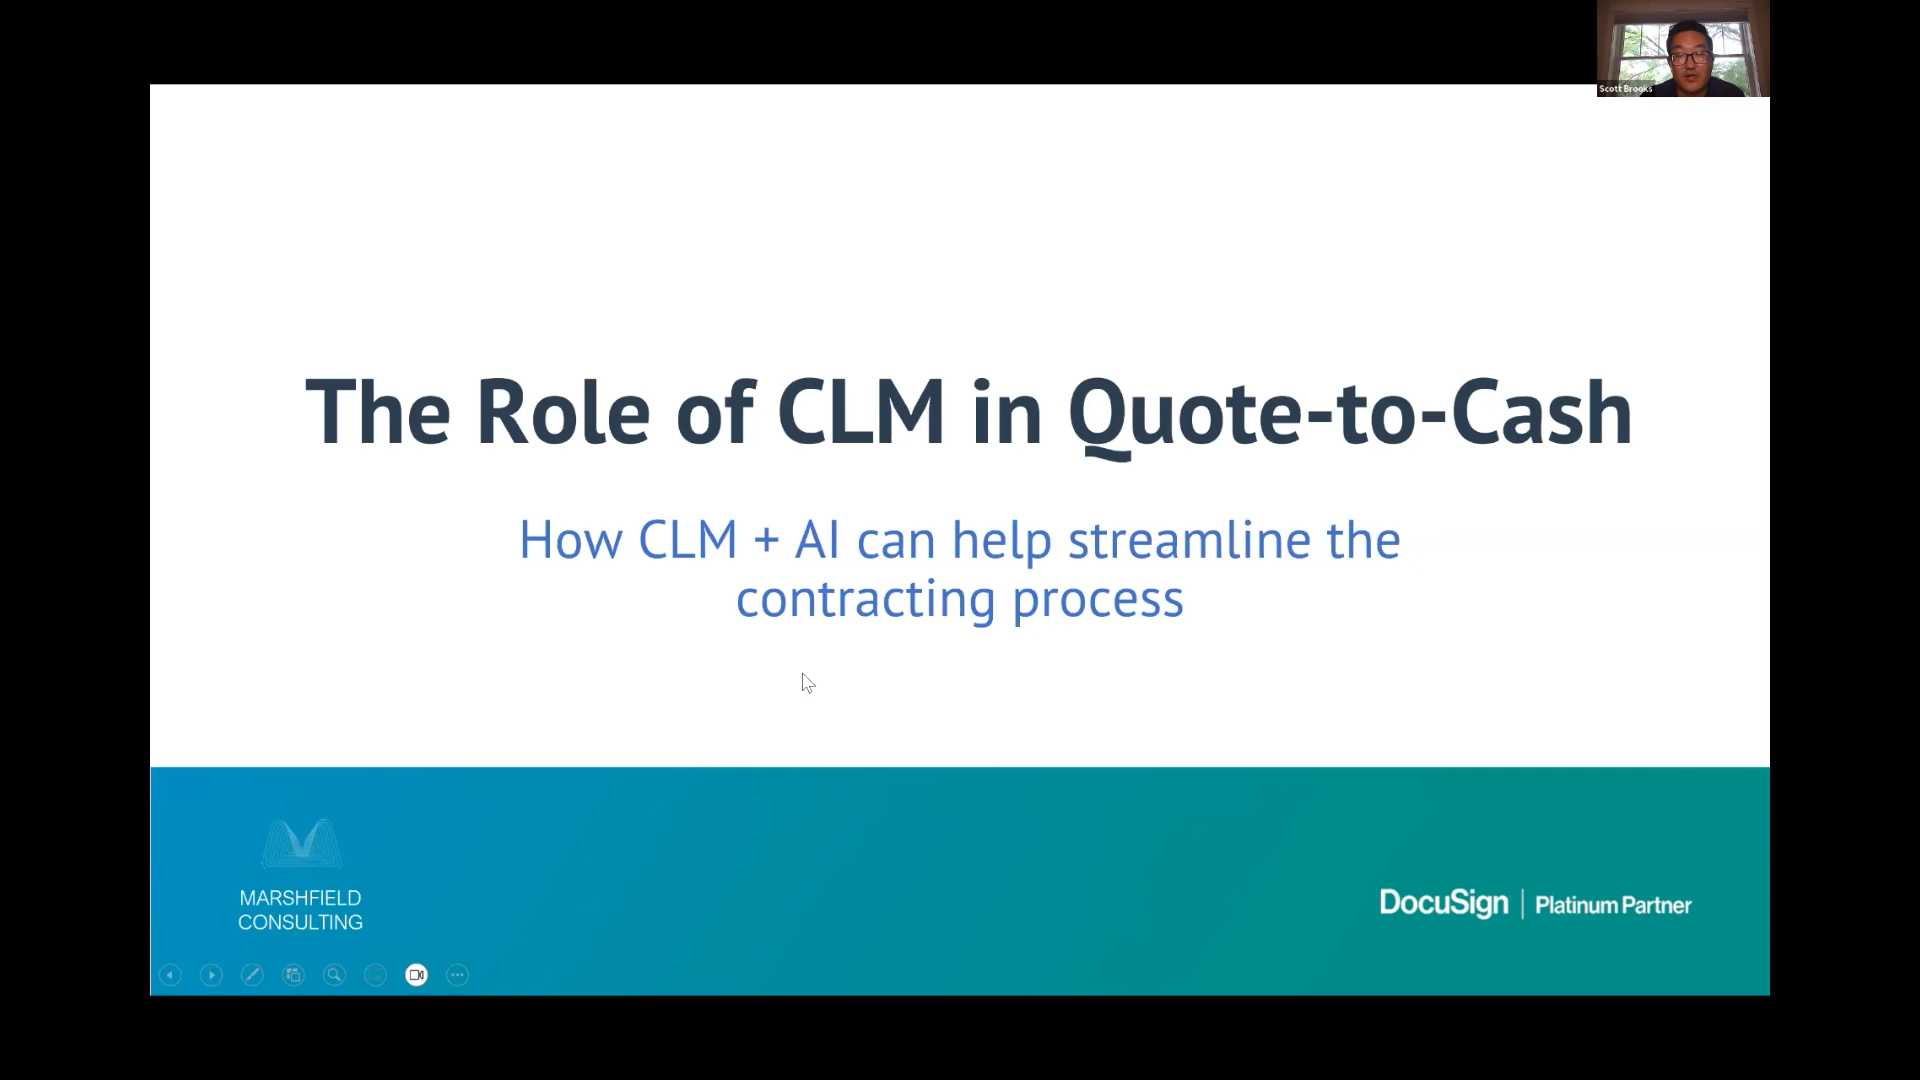 Scott Brooks
The Role of CLM in Quote-to-Cash
How CLM + AI can help streamline the
contracting process
MARSHFIELD
CONSULTING
DocuSign | Platinum Partner